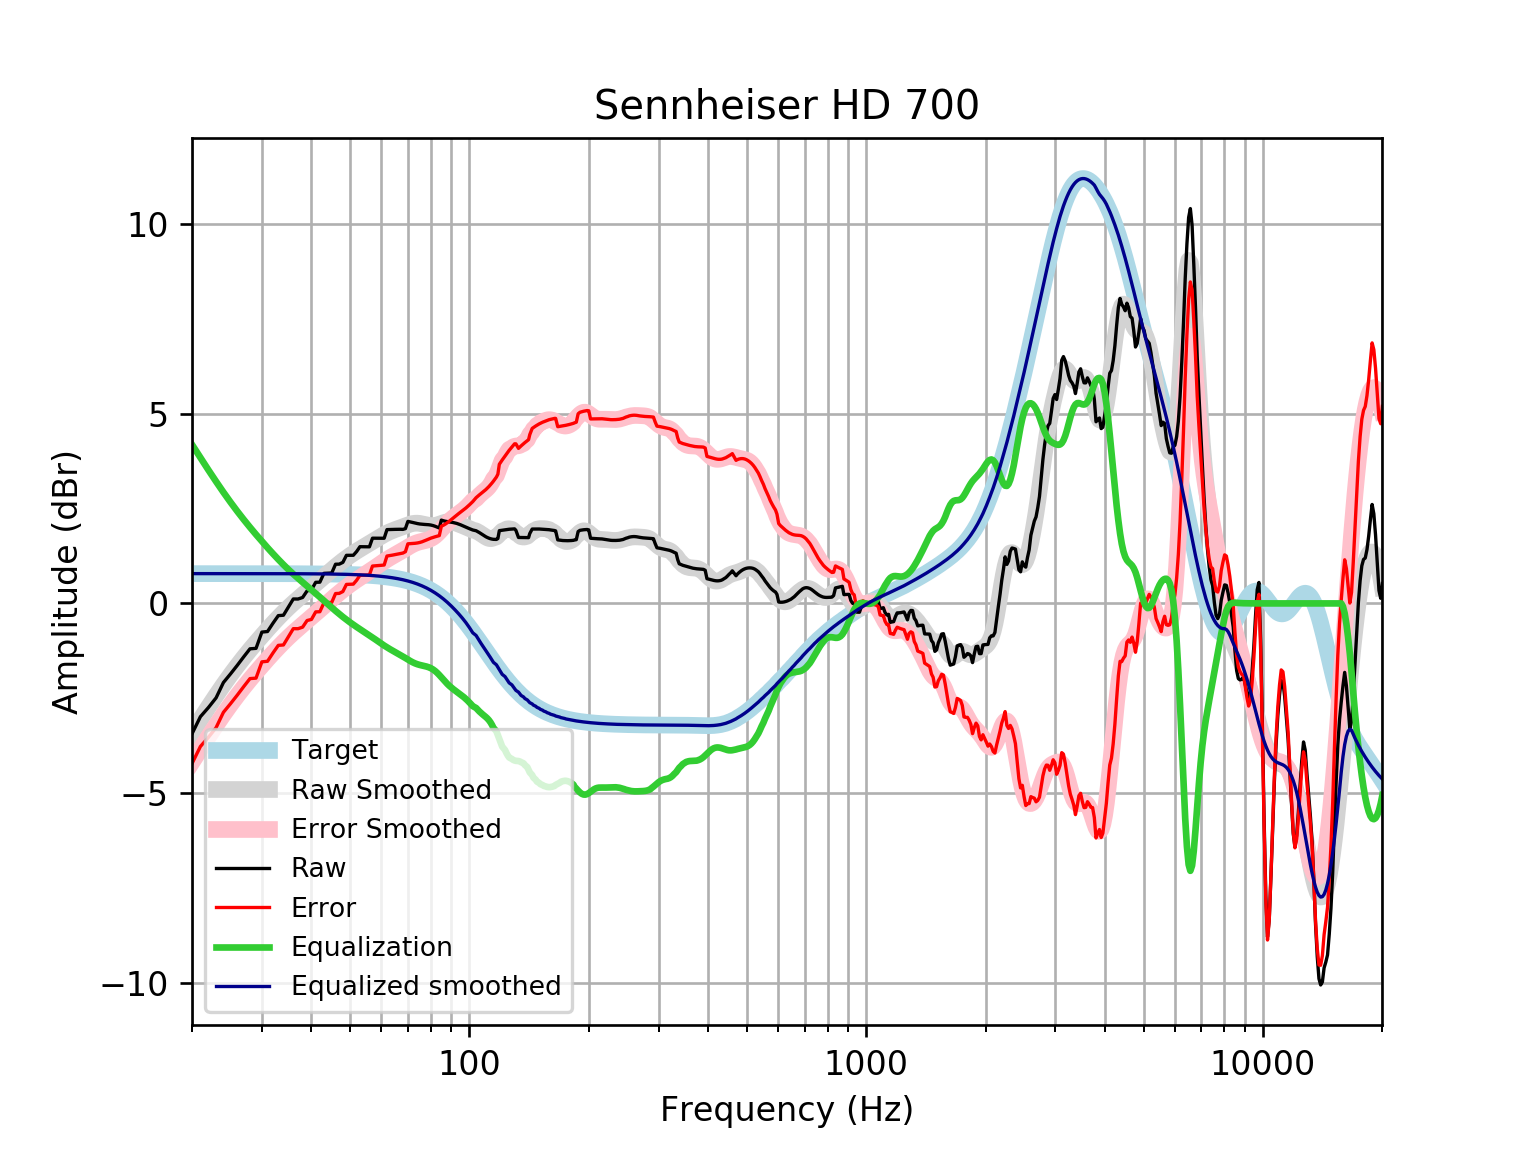 Sennheiser HD 700
Amplitude (dBr)
10
5
0
−5
−10
Target
Raw Smoothed
Error Smoothed
Raw
Error
Equalization
Equalized smoothed
100
1000
10000
Frequency (Hz)